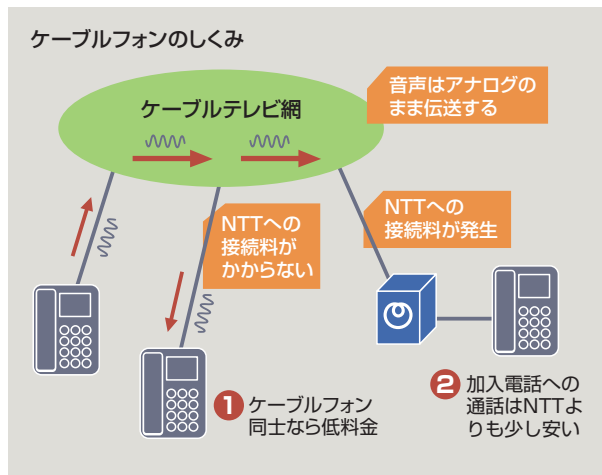 ケーブルフォンのしくみ
音声はアナログの
まま伝送する
ケーブルテレビ網
NTTへの
接続料が
かからない
NTTへの
接続料が発生
1 ケーブルフォン
同士なら低料金
2 加入電話への
通話はNTTよ
りも少し安い